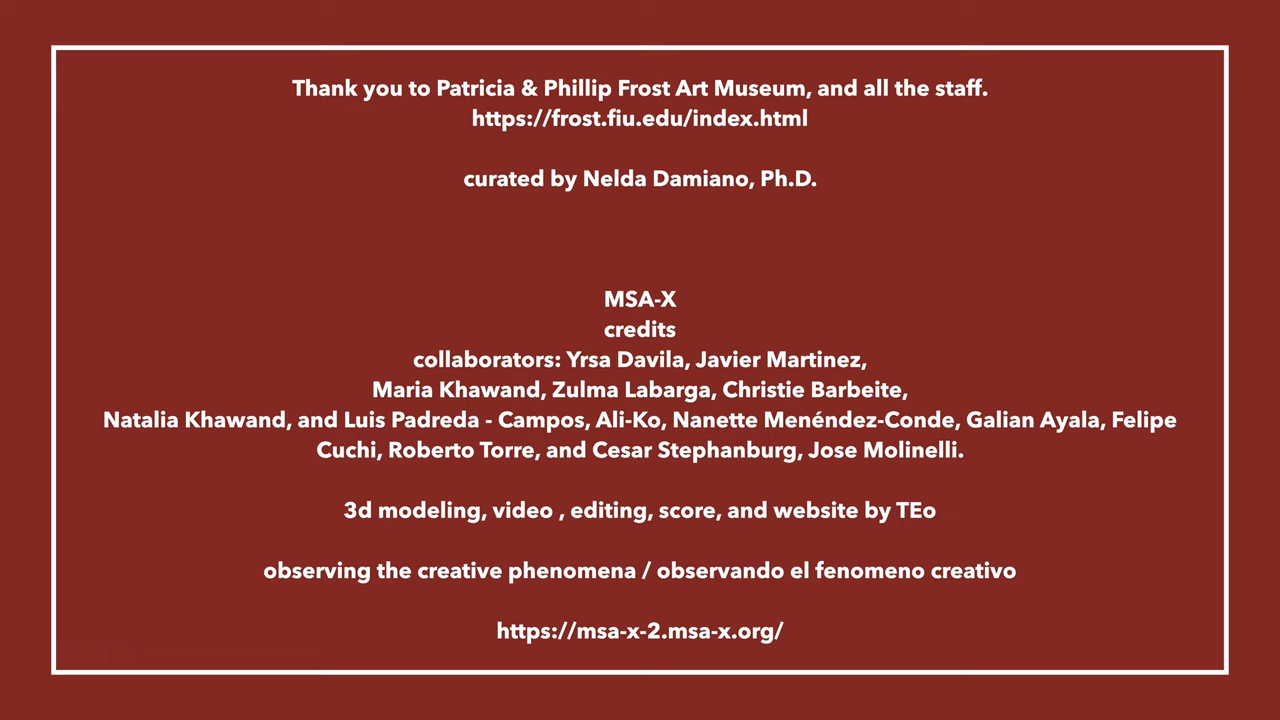 Thank you to Patricia & Phillip Frost Art Museum, and all the staff.
https://frost.fiu.edu/index.html
curated by Nelda Damiano, Ph.D.
MSA-X
credits
collaborators: Yrsa Davila, Javier Martinez,
Maria Khawand, Zulma Labarga, Christie Barbeite,
Natalia Khawand, and Luis Padreda - Campos, Ali-Ko, Nanette Menéndez-Conde, Galian Ayala, Felipe
Cuchi, Roberto Torre, and Cesar Stephanburg, Jose Molinelli.
3d modeling, video , editing, score, and website by TEo
observing the creative phenomena / observando el fenomeno creativo
https://msa-x-2.msa-x.org/